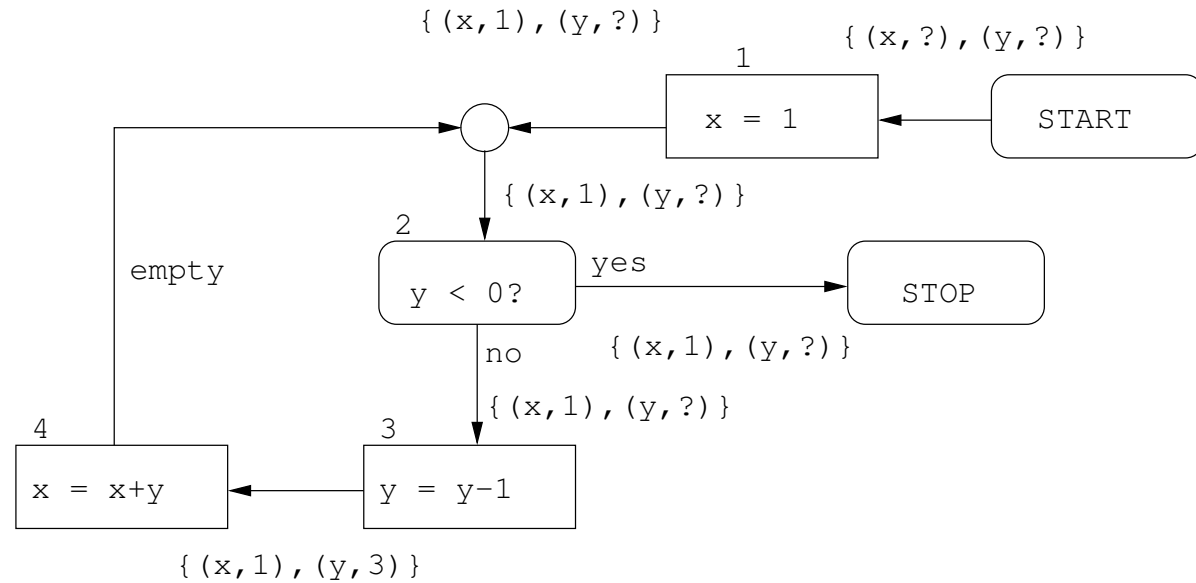 {(x,1),(y,?)}
{(x,?),(y,?)}
1
x = 1
START
{(x,1),(y,?)}
2
y < 0?
yes
STOP
empty
{(x,1),(y,?)}
no
{(x,1),(y,?)}
4
x = x+y
3
y = y-1
{(x,1),(y,3)}